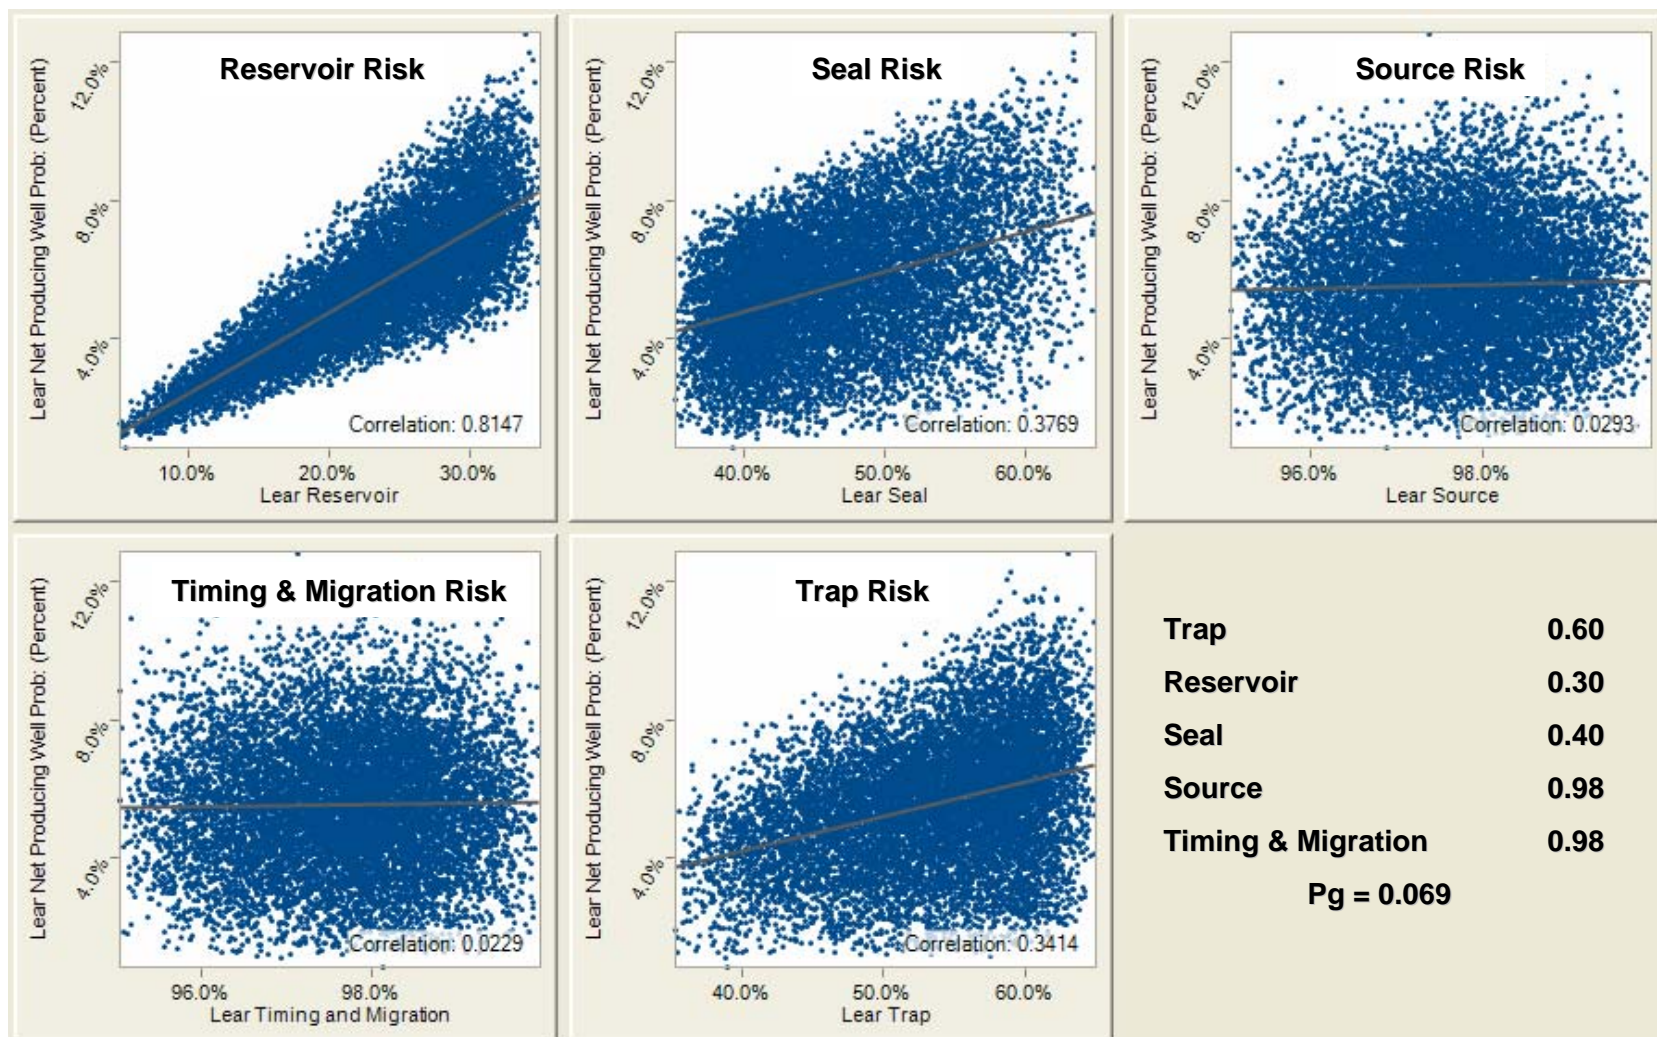 Reservoir Risk
Lear Net Producing Well Prob: (Percent)
12.0%
8.0%
4.0%
Correlation: 0.8147
10.0% 20.0% 30.0%
Lear Reservoir
Seal Risk
Lear Net Producing Well Prob: (Percent)
12.0%
8.0%
4.0%
Correlation: 0.3769
40.0% 50.0% 60.0%
Lear Seal
Source Risk
Lear Net Producing Well Prob: (Percent)
12.0%
8.0%
4.0%
Correlation: 0.0293
96.0% 98.0%
Lear Source
Timing & Migration Risk
Lear Net Producing Well Prob: (Percent)
12.0%
8.0%
4.0%
Correlation: 0.0229
96.0% 98.0%
Lear Timing and Migration
Trap Risk
Lear Net Producing Well Prob: (Percent)
12.0%
8.0%
4.0%
Correlation: 0.3414
40.0% 50.0% 60.0%
Lear Trap
Trap 0.60
Reservoir 0.30
Seal 0.40
Source 0.98
Timing & Migration 0.98
Pg = 0.069